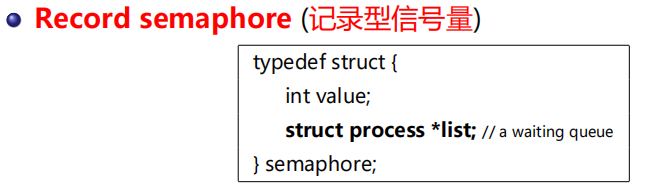 Record semaphore (记录型信号量)
typedef struct {
int value;
struct process *list; // a waiting queue
} semaphore;